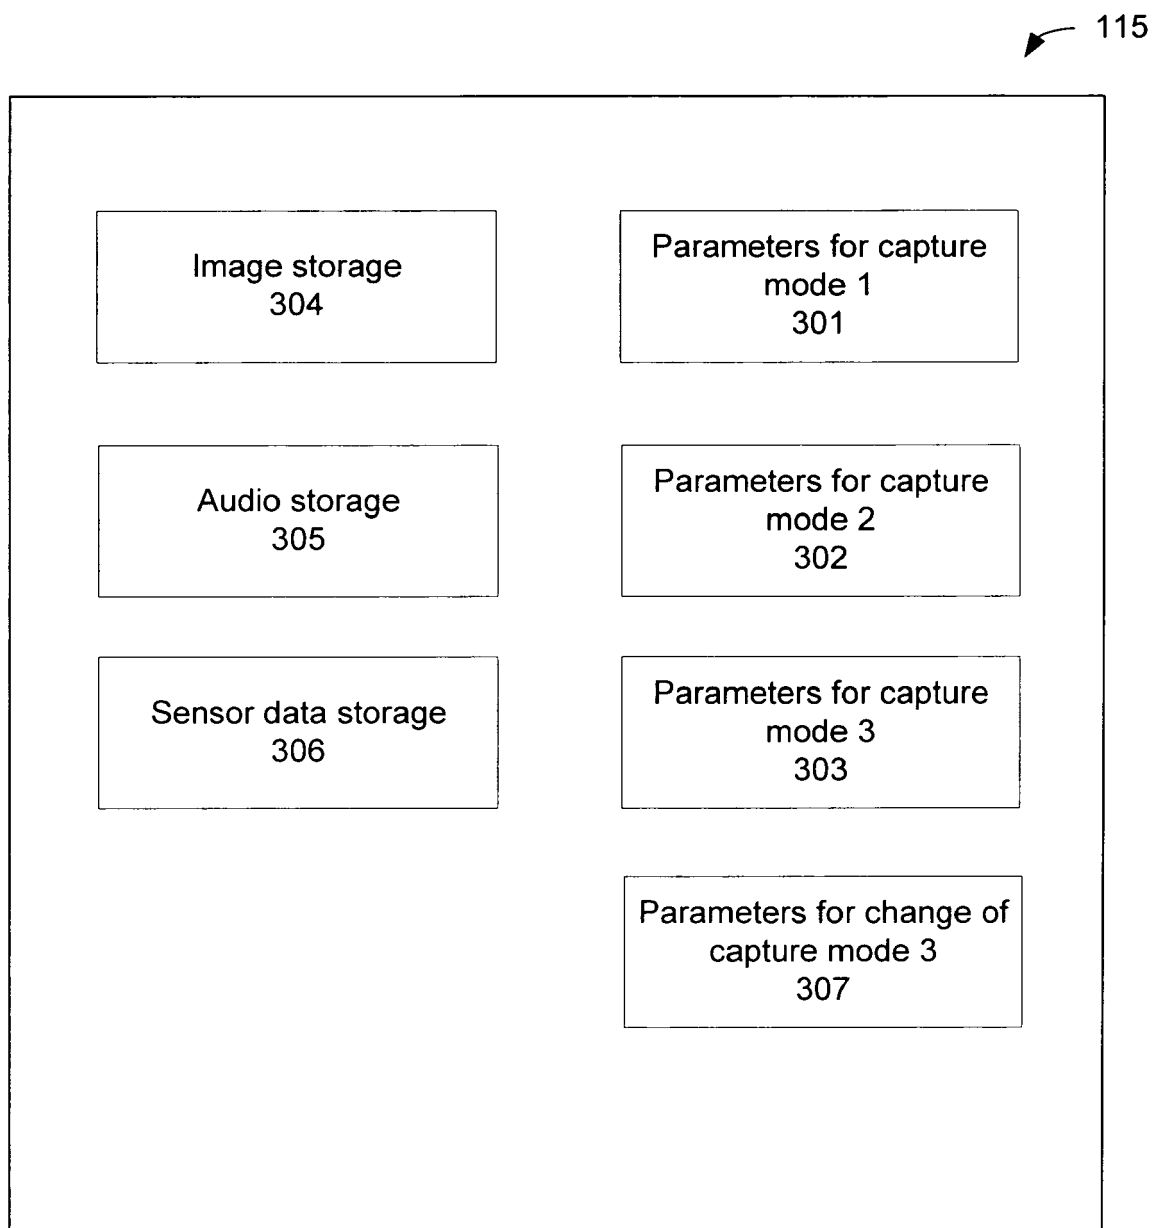 115
Image storage
304
Parameters for capture
mode 1
301
Audio storage
305
Parameters for capture
mode 2
302
Sensor data storage
306
Parameters for capture
mode 3
303
Parameters for change of
capture mode 3
307